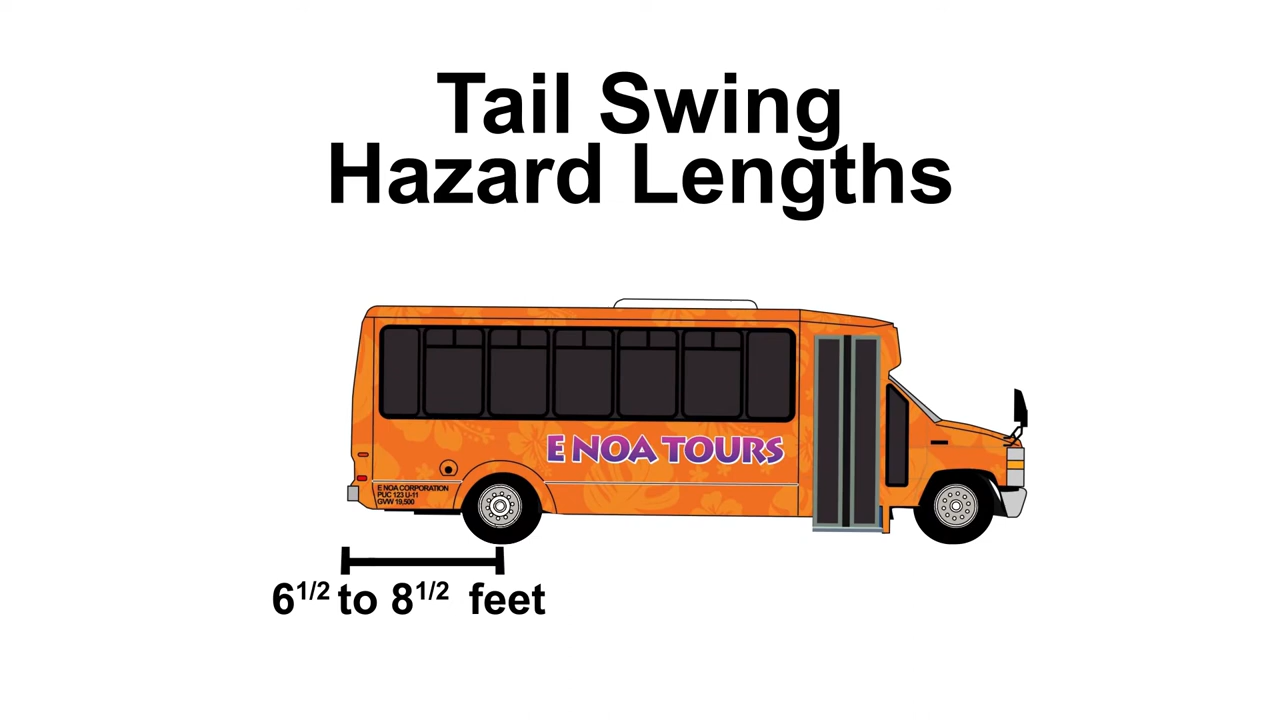 Tail Swing
Hazard Lengths
E NOA TOURS
E NOA CORPORATION
PUC 123 U-11
GVW 19,500
6 1/2 to 8 1/2 feet